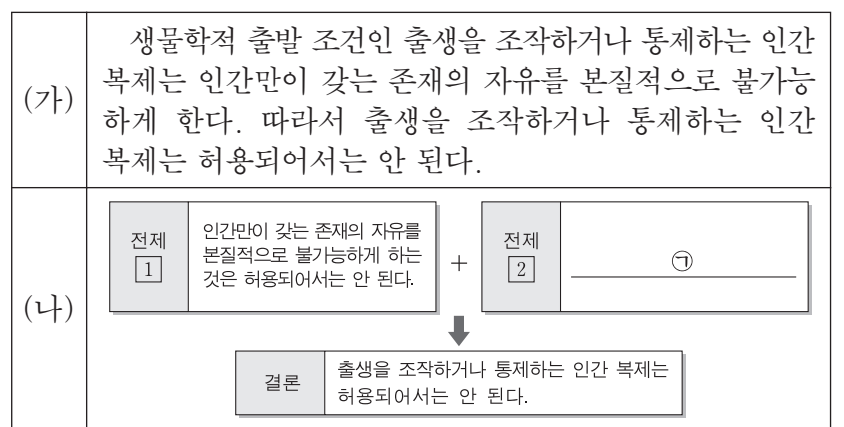 (가)
생물학적 출발 조건인 출생을 조작하거나 통제하는 인간
복제는 인간만이 갖는 존재의 자유를 본질적으로 불가능
하게 한다. 따라서 출생을 조작하거나 통제하는 인간
복제는 허용되어서는 안 된다.
(나)
전제
1
인간만이 갖는 존재의 자유를
본질적으로 불가능하게 하는
것은 허용되어서는 안 된다.
+
전제
2
㉠
결론
출생을 조작하거나 통제하는 인간 복제는
허용되어서는 안 된다.